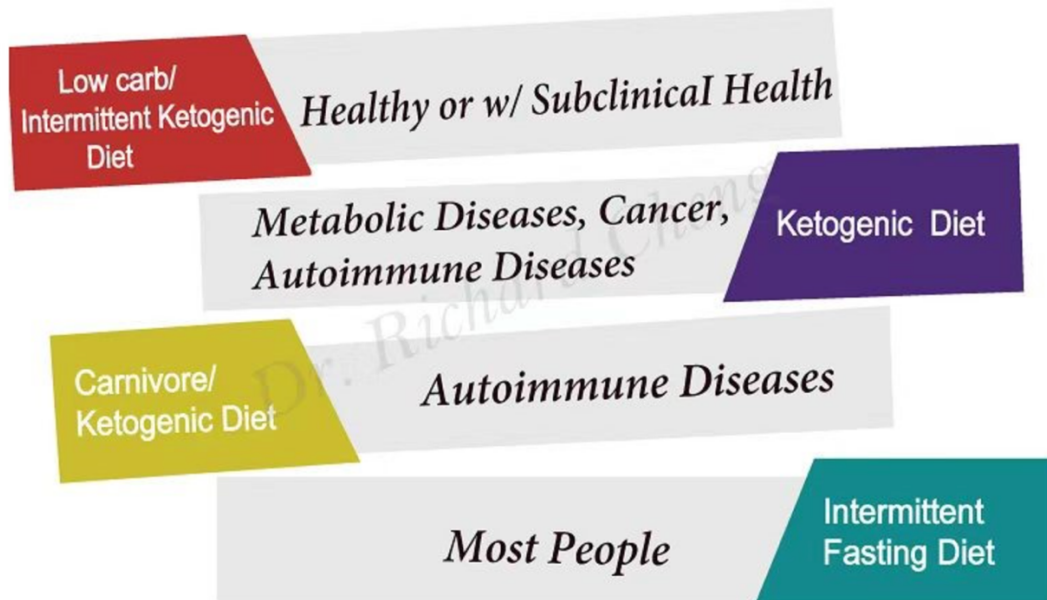 Low carb/
Intermittent Ketogenic
Diet
Healthy or w/ Subclinical Health
Metabolic Diseases, Cancer,
Autoimmune Diseases
Ketogenic Diet
Carnivore/
Ketogenic Diet
Autoimmune Diseases
Most People
Intermittent
Fasting Diet
Dr. Richard Cheng